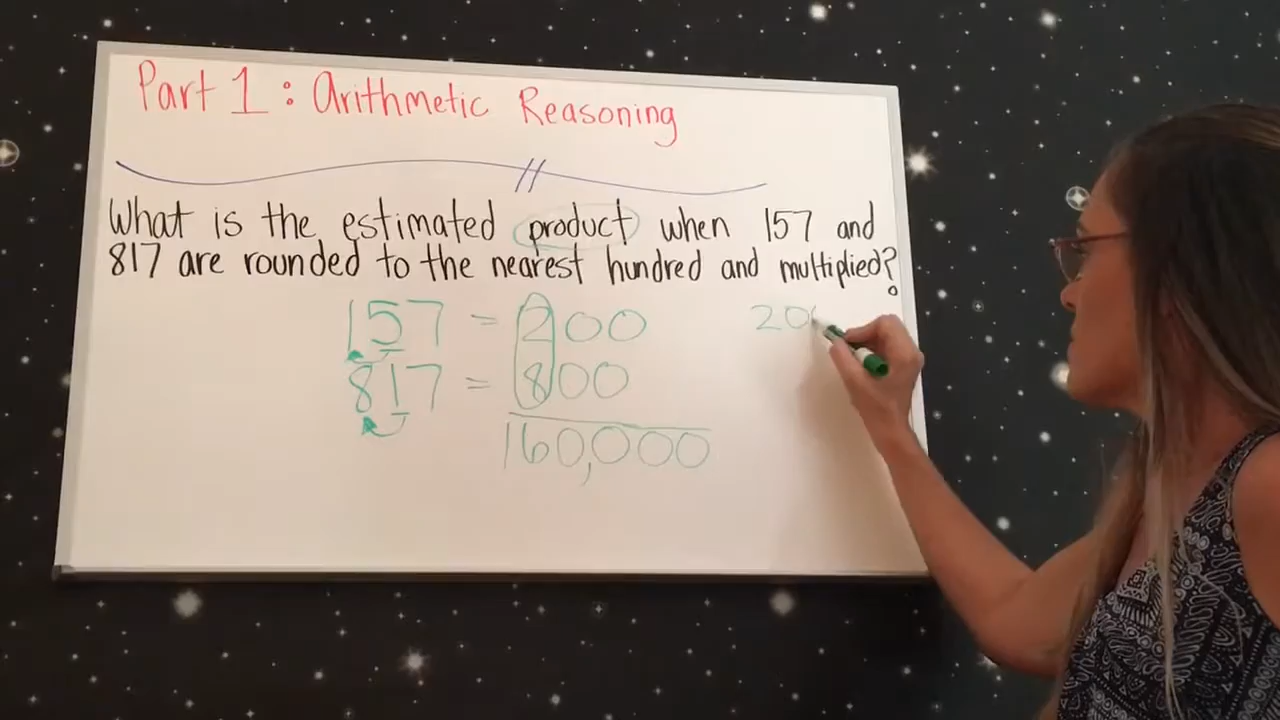 Part 1: Arithmetic Reasoning
What is the estimated product when 157 and
817 are rounded to the nearest hundred and multiplied?
157 = 200
817 = 800
160,000
20